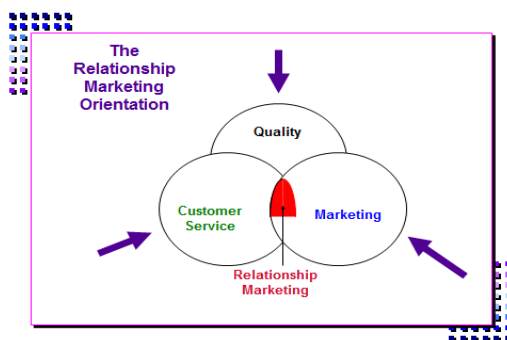 The
Relationship
Marketing
Orientation
Quality
Customer
Service
Marketing
Relationship
Marketing